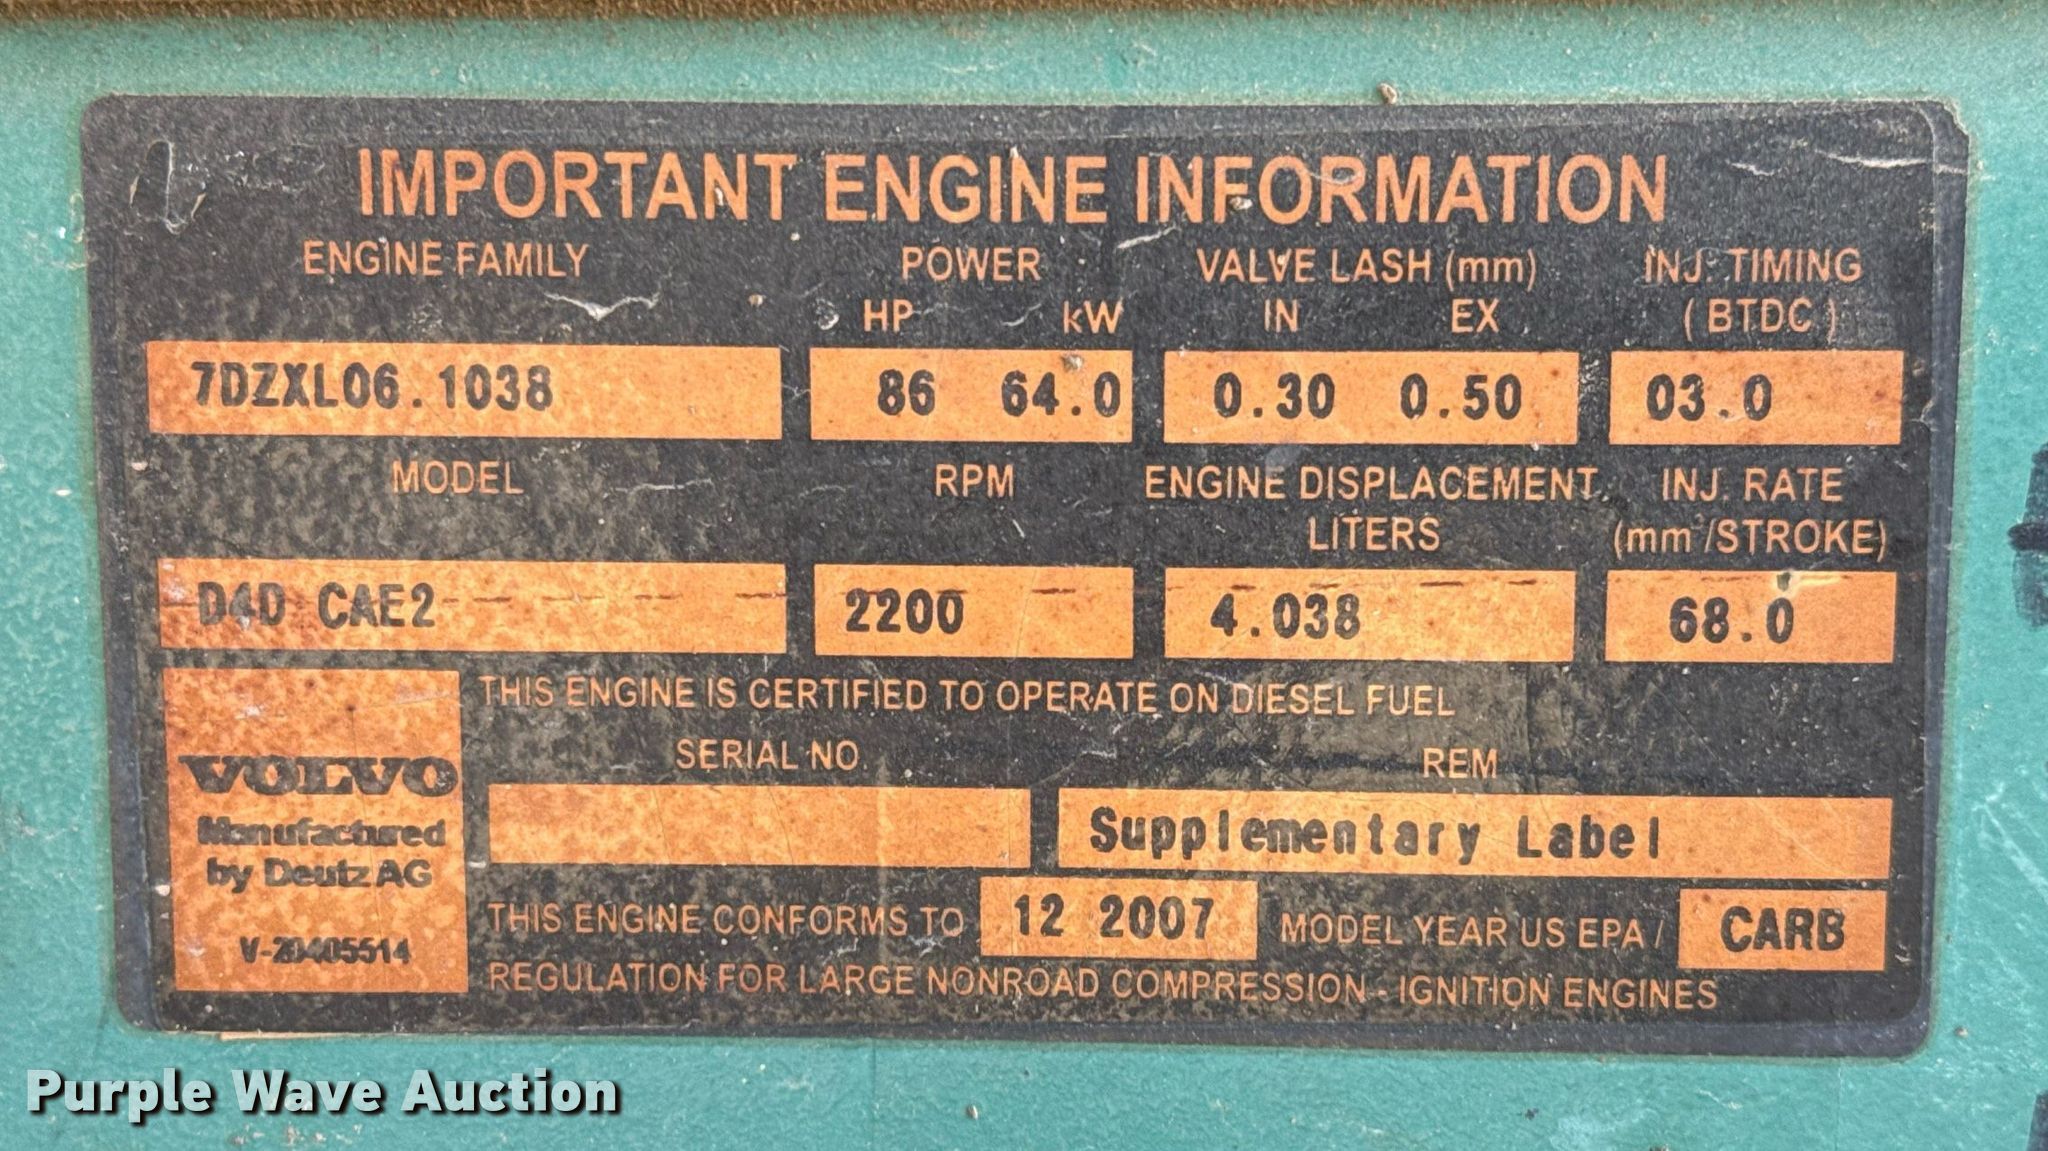 IMPORTANT ENGINE INFORMATION
ENGINE FAMILY POWER VALVE LASH (mm) INJ. TIMING
HP kW IN EX ( BTDC )
7DZXL06.1038 86 64.0 0.30 0.50 03.0
MODEL RPM ENGINE DISPLACEMENT INJ. RATE
LITERS (mm³/STROKE)
D4D CAE2 2200 4.038 68.0
THIS ENGINE IS CERTIFIED TO OPERATE ON DIESEL FUEL
SERIAL NO REM
VOLVO
Manufactured
by Deutz AG
V-20405514
Supplementary Label
THIS ENGINE CONFORMS TO 12 2007 MODEL YEAR US EPA / CARB
REGULATION FOR LARGE NONROAD COMPRESSION - IGNITION ENGINES
Purple Wave Auction